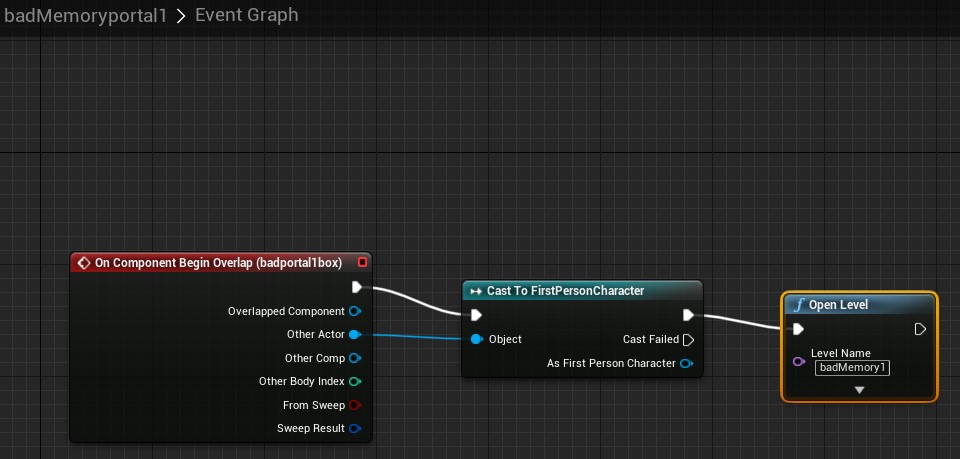 badMemoryportal1 > Event Graph
On Component Begin Overlap (badportal1box)
Overlapped Component
Other Actor
Other Comp
Other Body Index
From Sweep
Sweep Result
Cast To FirstPersonCharacter
Object
Cast Failed
As First Person Character
f Open Level
Level Name
badMemory1